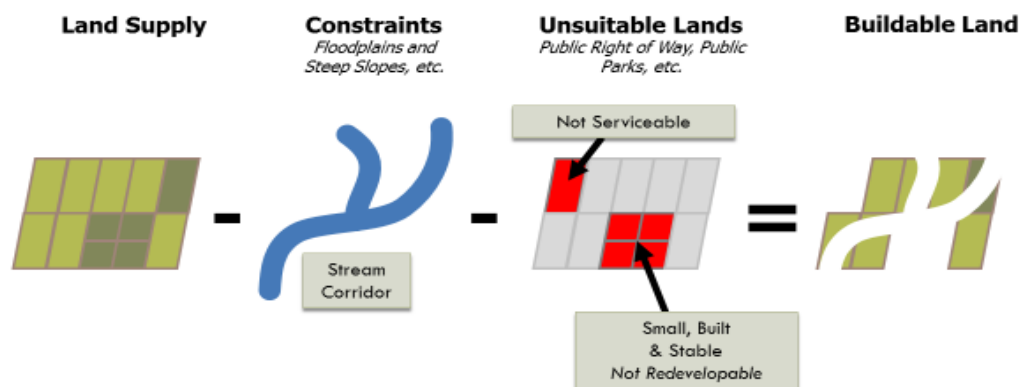 Land Supply
Constraints
Floodplains and
Steep Slopes, etc.
Unsuitable Lands
Public Right of Way, Public
Parks, etc.
Buildable Land
Not Serviceable
Stream
Corridor
Small, Built
& Stable
Not Redevelopable